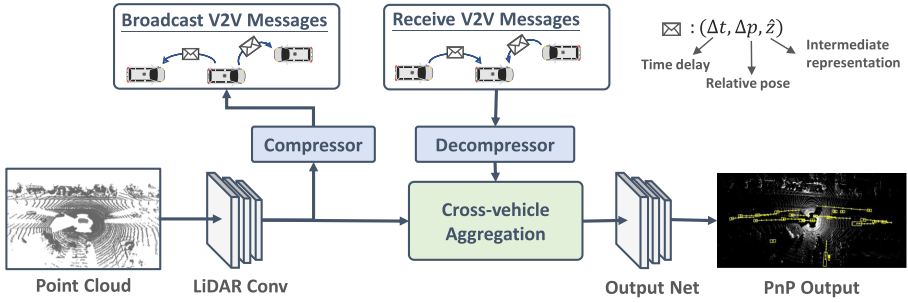 Broadcast V2V Messages
Receive V2V Messages
: (Δt, Δp, ẑ)
Time delay
Relative pose
Intermediate
representation
Compressor
Decompressor
Cross-vehicle
Aggregation
Point Cloud
LiDAR Conv
Output Net
PnP Output